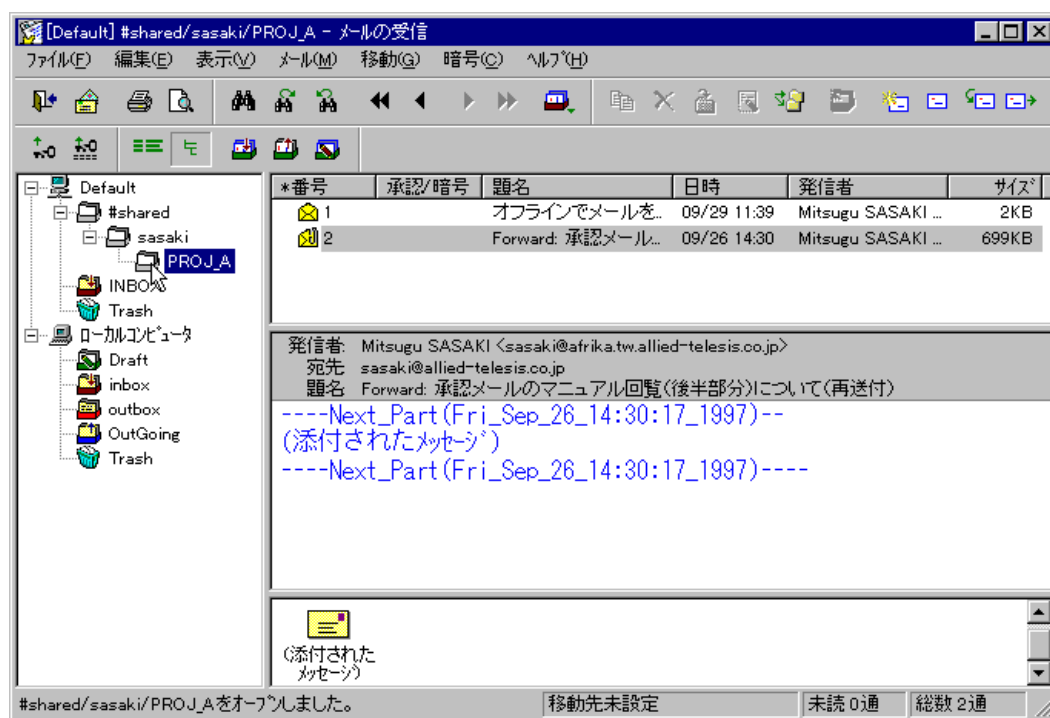 [Default] #shared/sasaki/PROJ_A - メールの受信
ファイル(F) 編集(E) 表示(V) メール(M) 移動(G) 暗号(C) ヘルプ(H)
Default
#shared
sasaki
PROJ_A
INBOX
Trash
ローカルコンピュータ
Draft
inbox
outbox
OutGoing
Trash
*番号 承認/暗号 題名 日時 発信者 サイズ
1 オフラインでメールを... 09/29 11:39 Mitsugu SASAKI ... 2KB
2 Forward: 承認メール... 09/26 14:30 Mitsugu SASAKI ... 699KB
発信者: Mitsugu SASAKI <sasaki@afrika.tw.allied-telesis.co.jp>
宛先: sasaki@allied-telesis.co.jp
題名: Forward: 承認メールのマニュアル回覧(後半部分)について(再送付)
----Next_Part(Fri_Sep_26_14:30:17_1997)--
(添付されたメッセージ)
----Next_Part(Fri_Sep_26_14:30:17_1997)----
(添付された
メッセージ)
#shared/sasaki/PROJ_Aをオープンしました。 移動先未設定 未読 0通 総数 2通